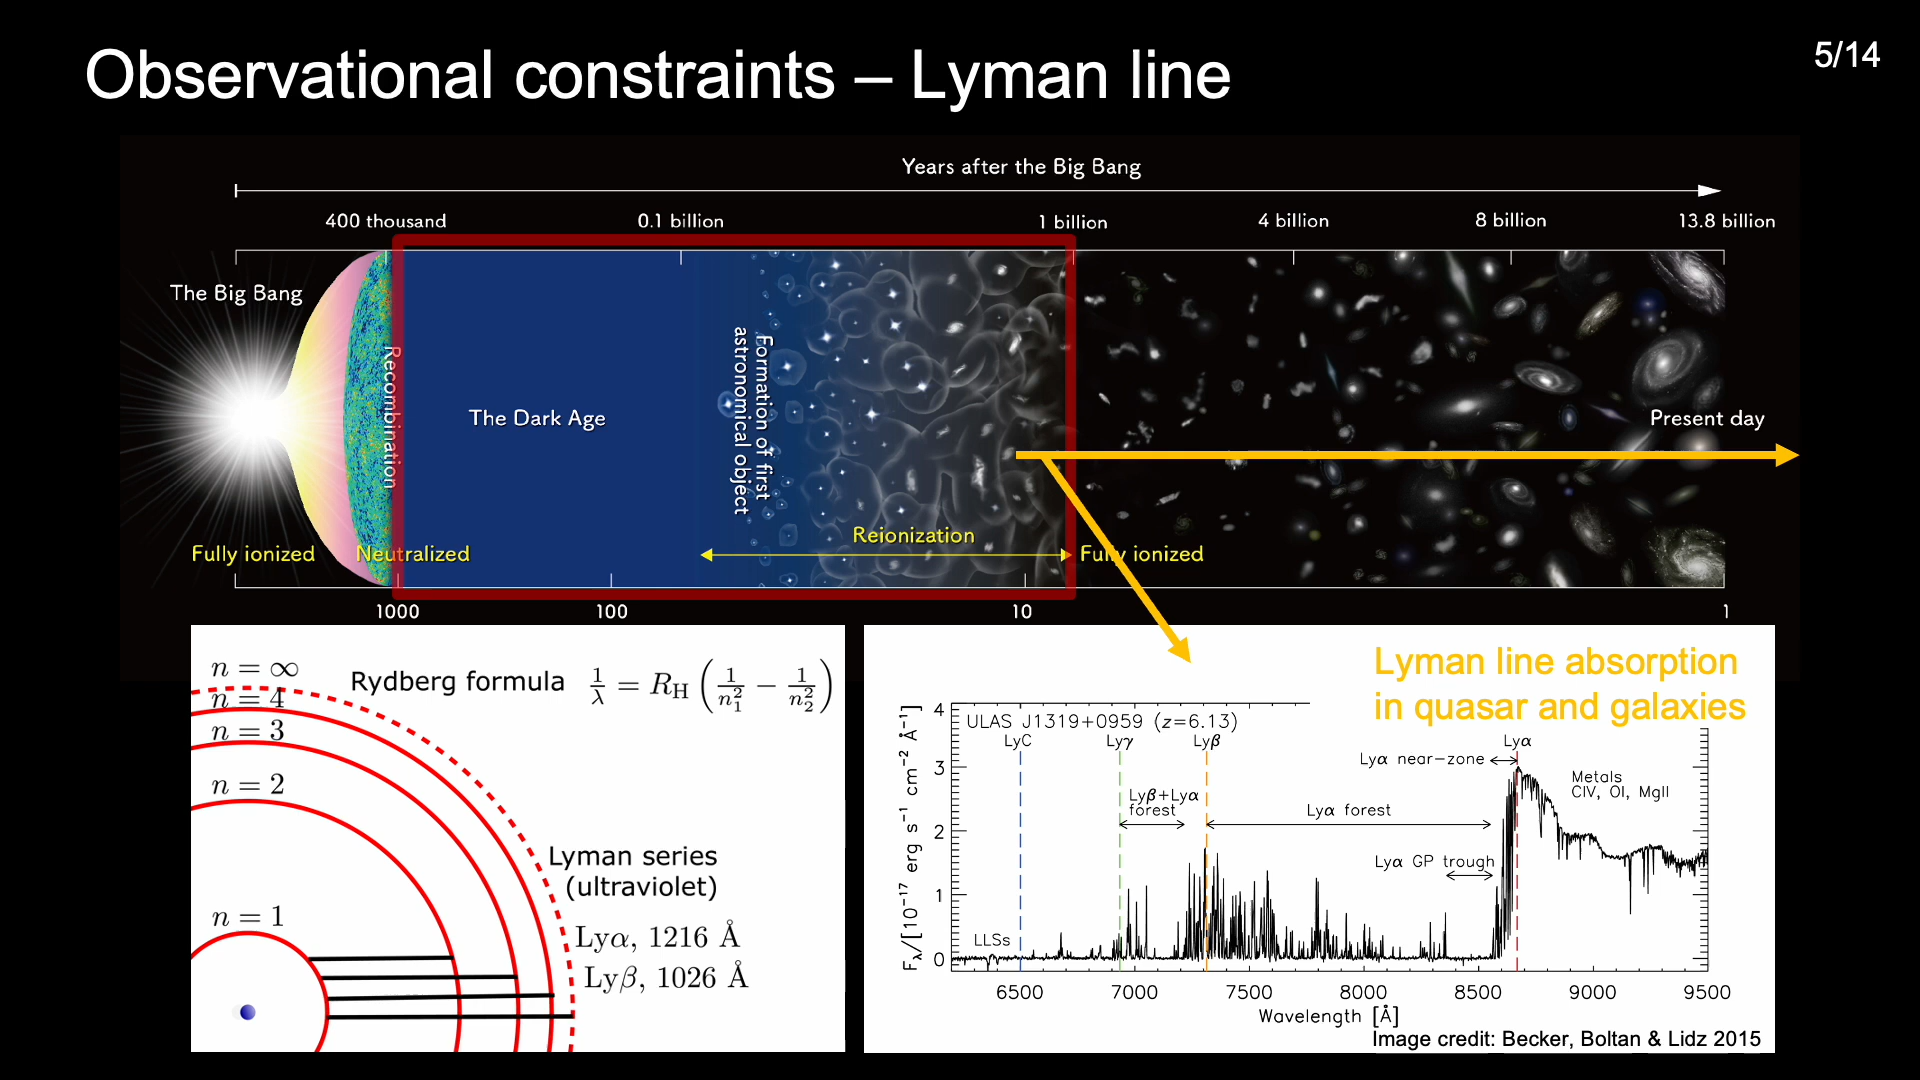 Observational constraints – Lyman line
5/14
Years after the Big Bang
400 thousand
0.1 billion
1 billion
4 billion
8 billion
13.8 billion
The Big Bang
Recombination
The Dark Age
Formation of first
astronomical object
Present day
Reionization
Fully ionized
Neutralized
Fully ionized
1000
100
10
1
n = ∞
n = 4
n = 3
n = 2
n = 1
Rydberg formula 1/λ = R_H (1/n₁² − 1/n₂²)
Lyman series
(ultraviolet)
Lyα, 1216 Å
Lyβ, 1026 Å
Lyman line absorption
in quasar and galaxies
ULAS J1319+0959 (z=6.13)
LyC
Lyγ
Lyβ
Lyα
Lyα near-zone
Metals
CIV, OI, MgII
Lyβ+Lyα
forest
Lyα forest
Lyα GP trough
LLSs
F_λ/[10⁻¹⁷ erg s⁻¹ cm⁻² Å⁻¹]
4
3
2
1
0
6500
7000
7500
8000
8500
9000
9500
Wavelength [Å]
Image credit: Becker, Boltan & Lidz 2015